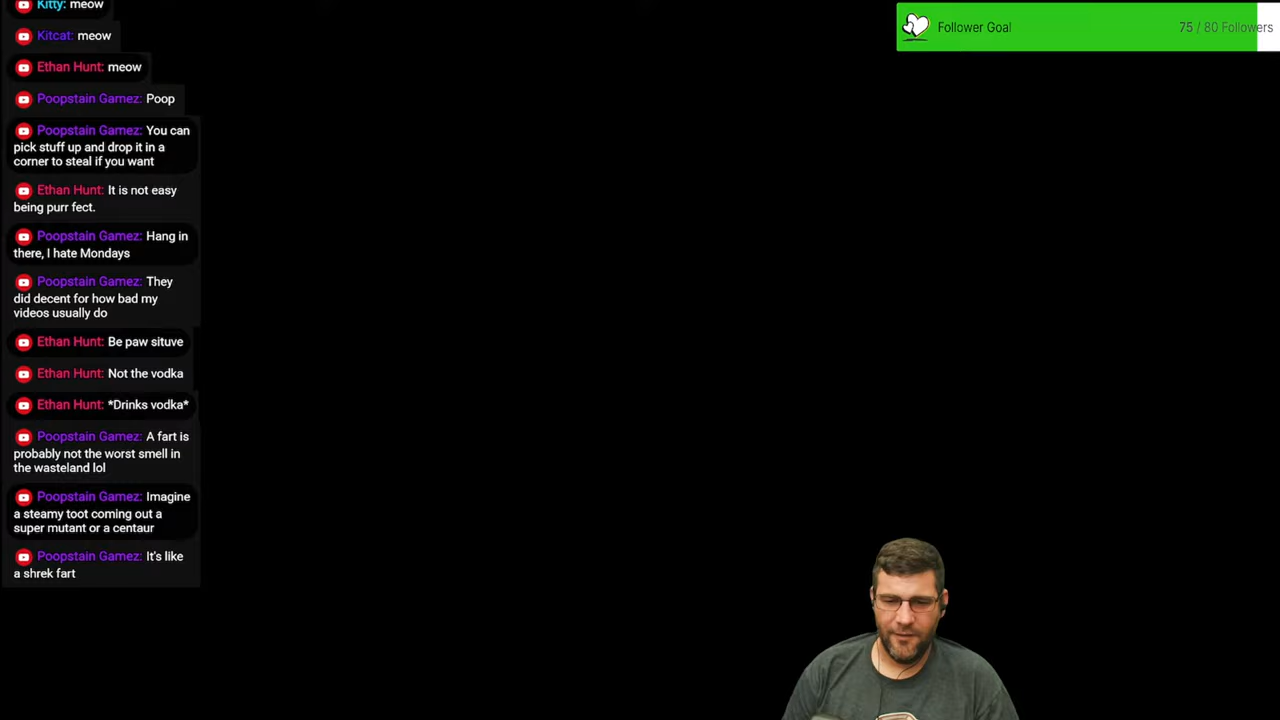 Kitty: meow
Kitcat: meow
Ethan Hunt: meow
Poopstain Gamez: Poop
Poopstain Gamez: You can
pick stuff up and drop it in a
corner to steal if you want
Ethan Hunt: It is not easy
being purr fect.
Poopstain Gamez: Hang in
there, I hate Mondays
Poopstain Gamez: They
did decent for how bad my
videos usually do
Ethan Hunt: Be paw situve
Ethan Hunt: Not the vodka
Ethan Hunt: *Drinks vodka*
Poopstain Gamez: A fart is
probably not the worst smell in
the wasteland lol
Poopstain Gamez: Imagine
a steamy toot coming out a
super mutant or a centaur
Poopstain Gamez: It's like
a shrek fart
Follower Goal 75 / 80 Followers